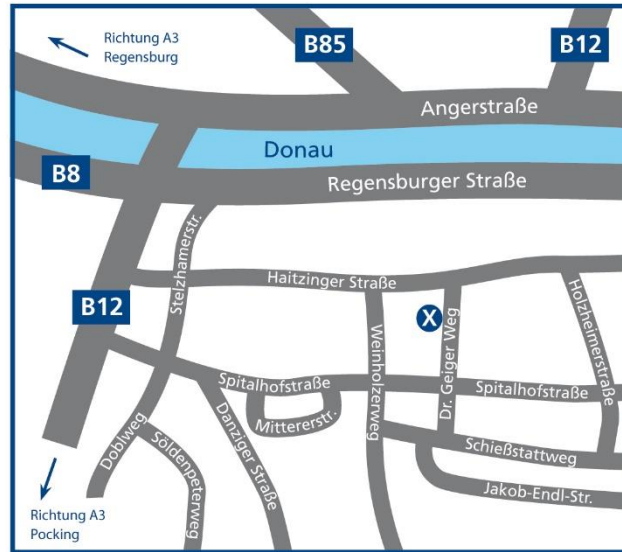 Richtung A3
Regensburg
B85
B12
Angerstraße
Donau
B8
Regensburger Straße
Stelzhamerstr.
Haitzinger Straße
B12
X
Weinholzerweg
Dr. Geiger Weg
Holzheimerstraße
Spitalhofstraße
Spitalhofstraße
Mittererstr.
Doblweg
Söldenpeterweg
Danziger Straße
Schießstattweg
Jakob-Endl-Str.
Richtung A3
Pocking